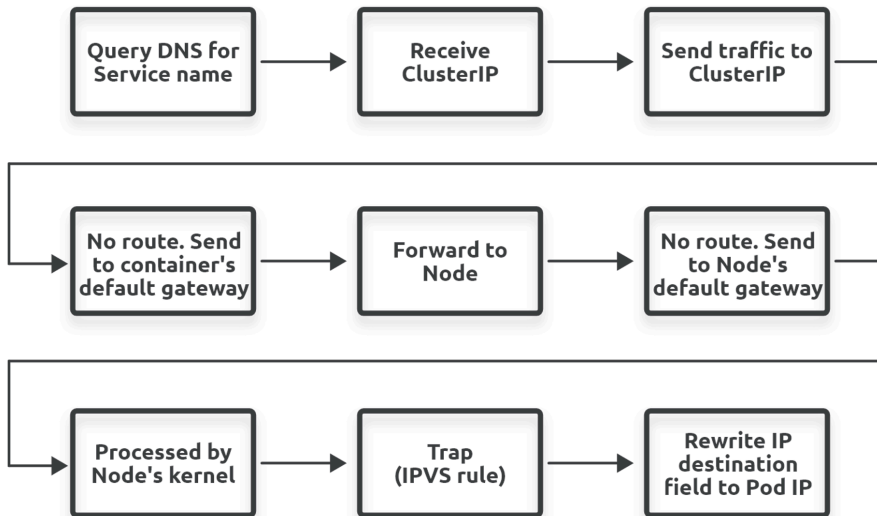 Query DNS for
Service name
Receive
ClusterIP
Send traffic to
ClusterIP
No route. Send
to container's
default gateway
Forward to
Node
No route. Send
to Node's
default gateway
Processed by
Node's kernel
Trap
(IPVS rule)
Rewrite IP
destination
field to Pod IP